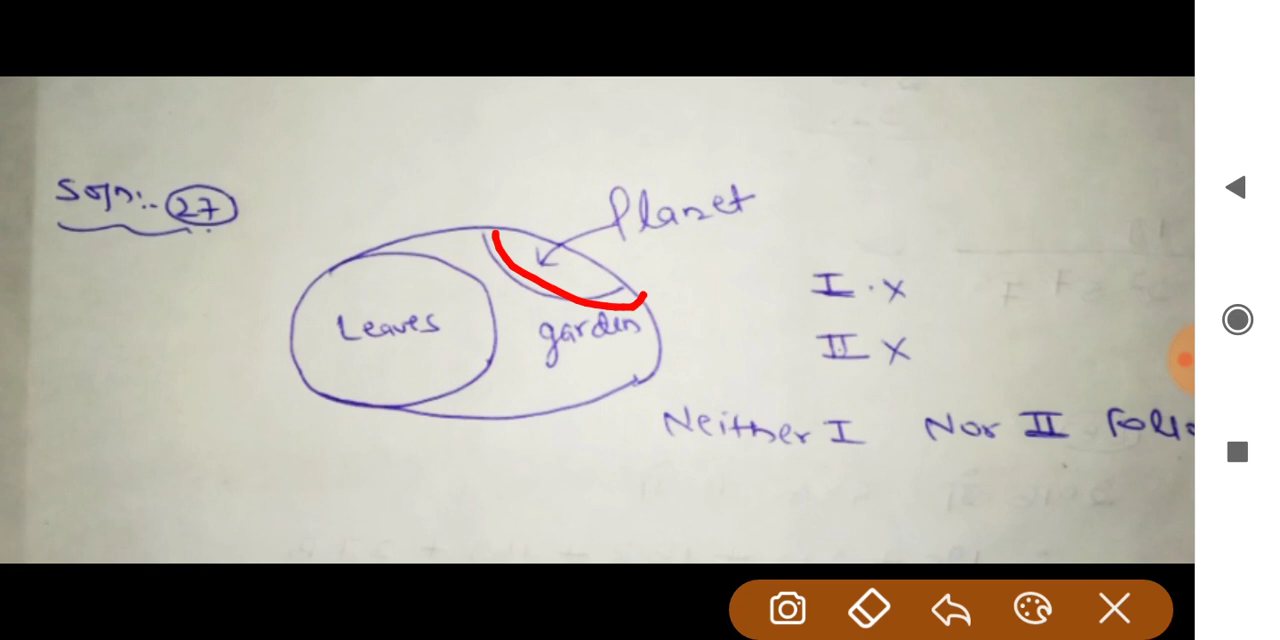 Soln:- 27
Planet
Leaves
garden
I. x
II x
Neither I Nor II